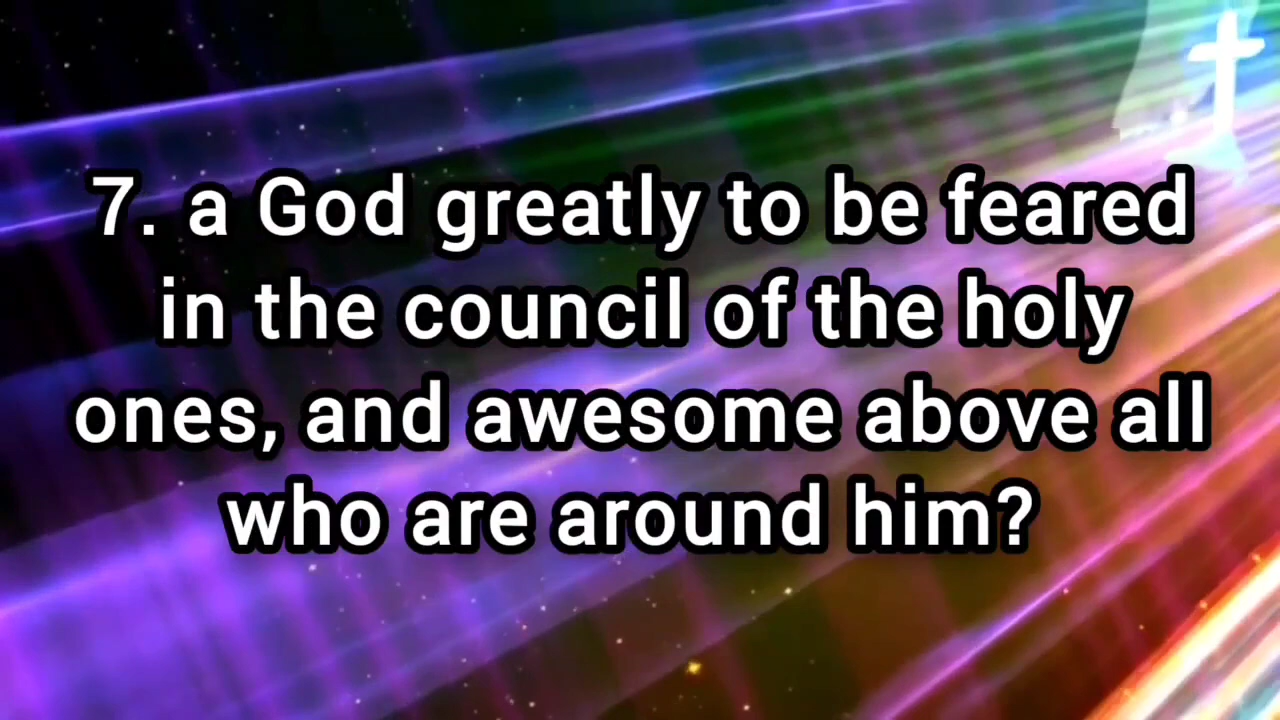 7. a God greatly to be feared
in the council of the holy
ones, and awesome above all
who are around him?